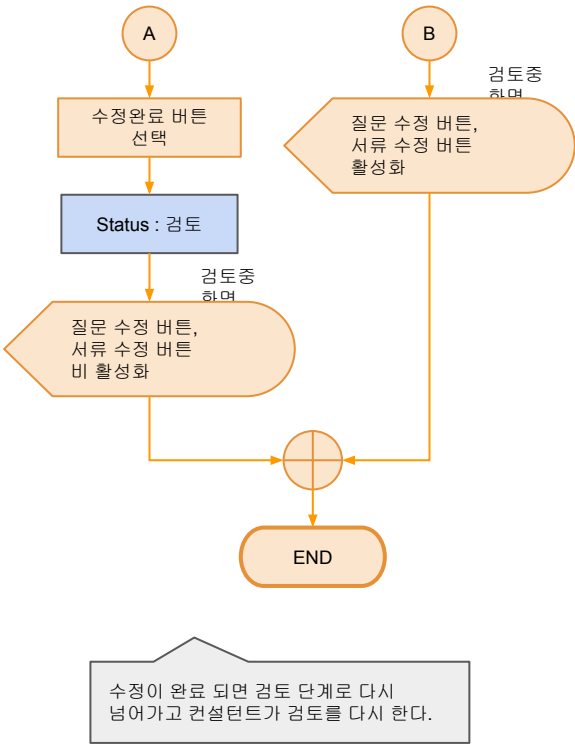 A
수정완료 버튼
선택
Status : 검토
검토중
화면
질문 수정 버튼,
서류 수정 버튼
비 활성화
B
검토중
화면
질문 수정 버튼,
서류 수정 버튼
활성화
END
수정이 완료 되면 검토 단계로 다시
넘어가고 컨설턴트가 검토를 다시 한다.